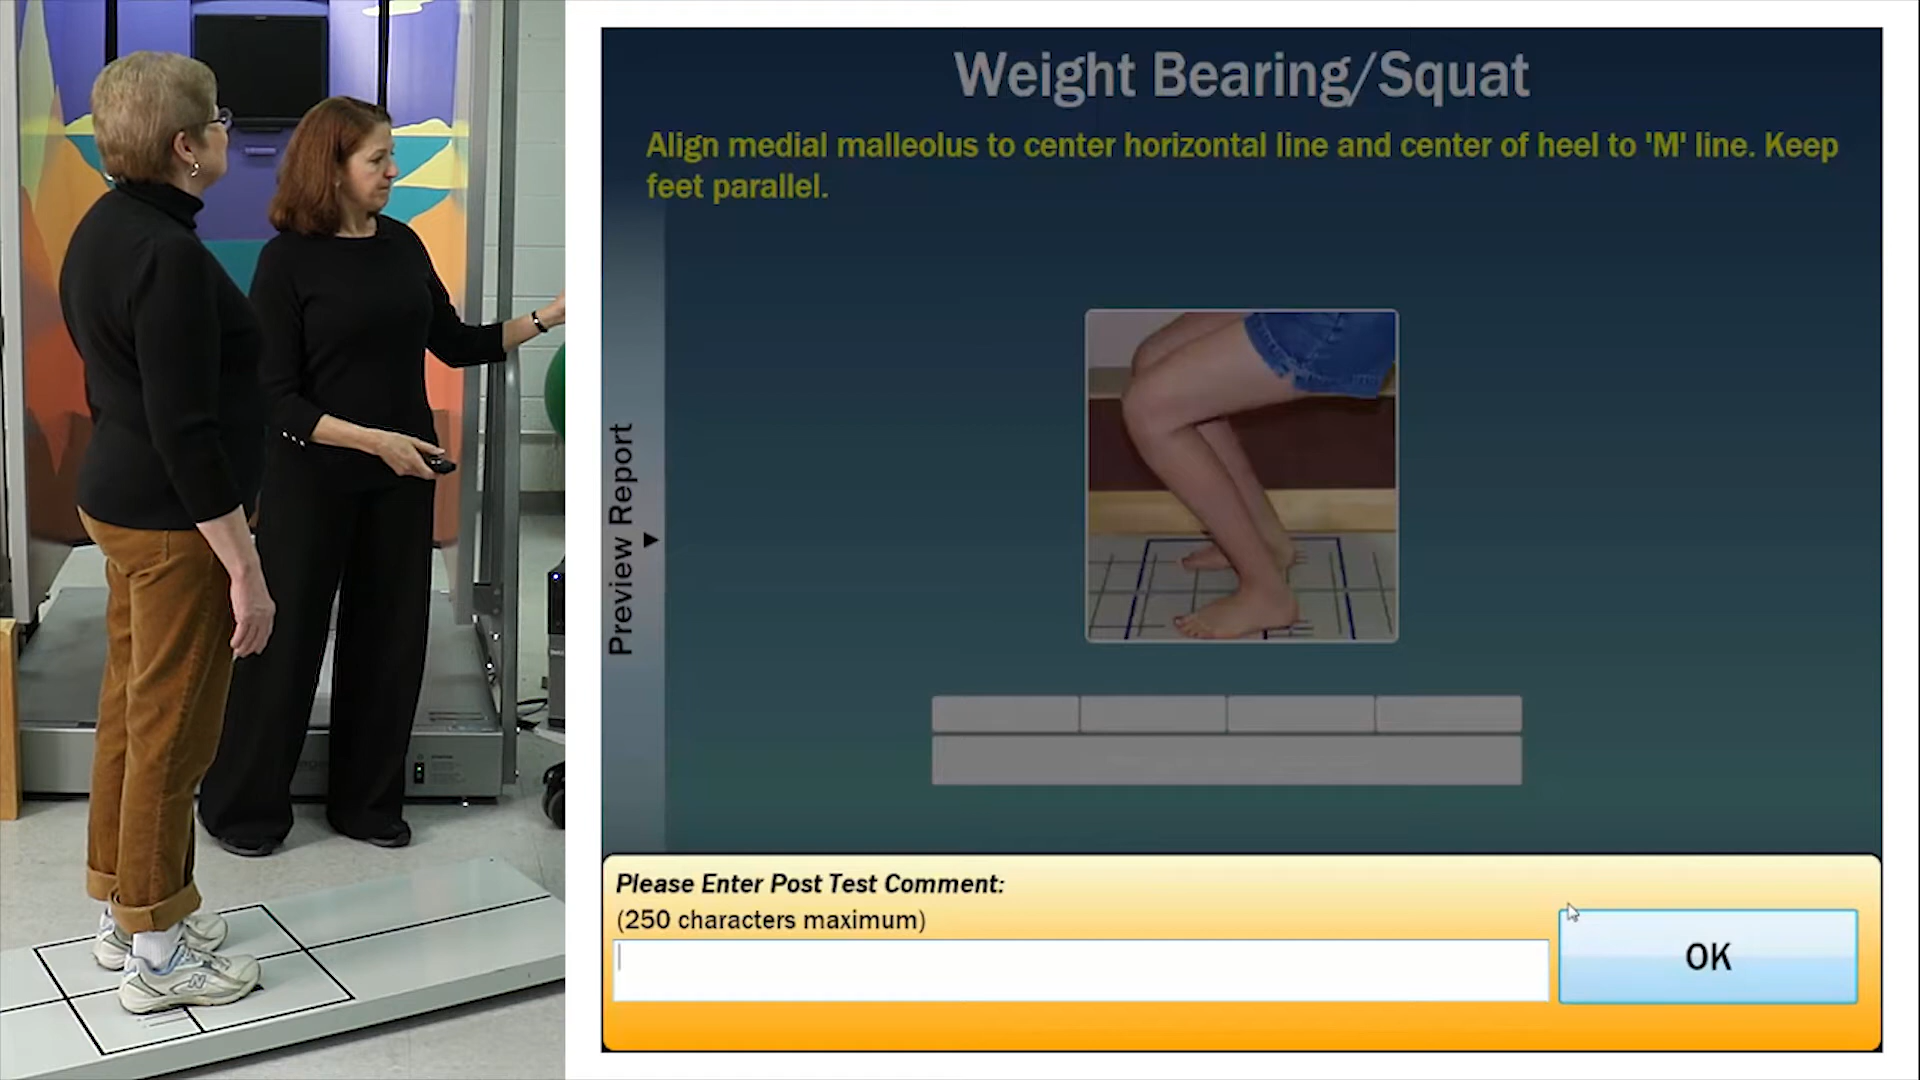 Weight Bearing/Squat
Align medial malleolus to center horizontal line and center of heel to 'M' line. Keep
feet parallel.
Preview Report
Please Enter Post Test Comment:
(250 characters maximum)
OK
N